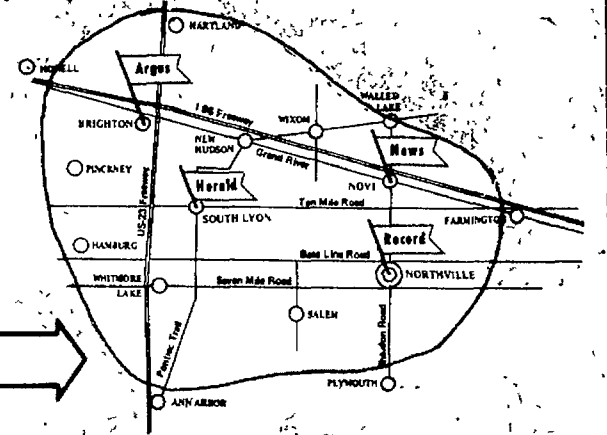 HARTLAND
HOWELL
Argus
I-96 Freeway
WALLED
LAKE
WIXOM
BRIGHTON
NEW
HUDSON
Grand River
News
PINCKNEY
Herald
NOVI
US-23 Freeway
Ten Mile Road
SOUTH LYON
FARMINGTON
Record
HAMBURG
Base Line Road
NORTHVILLE
WHITMORE
LAKE
Seven Mile Road
SALEM
Sheldon Road
Pontiac Trail
PLYMOUTH
ANN ARBOR